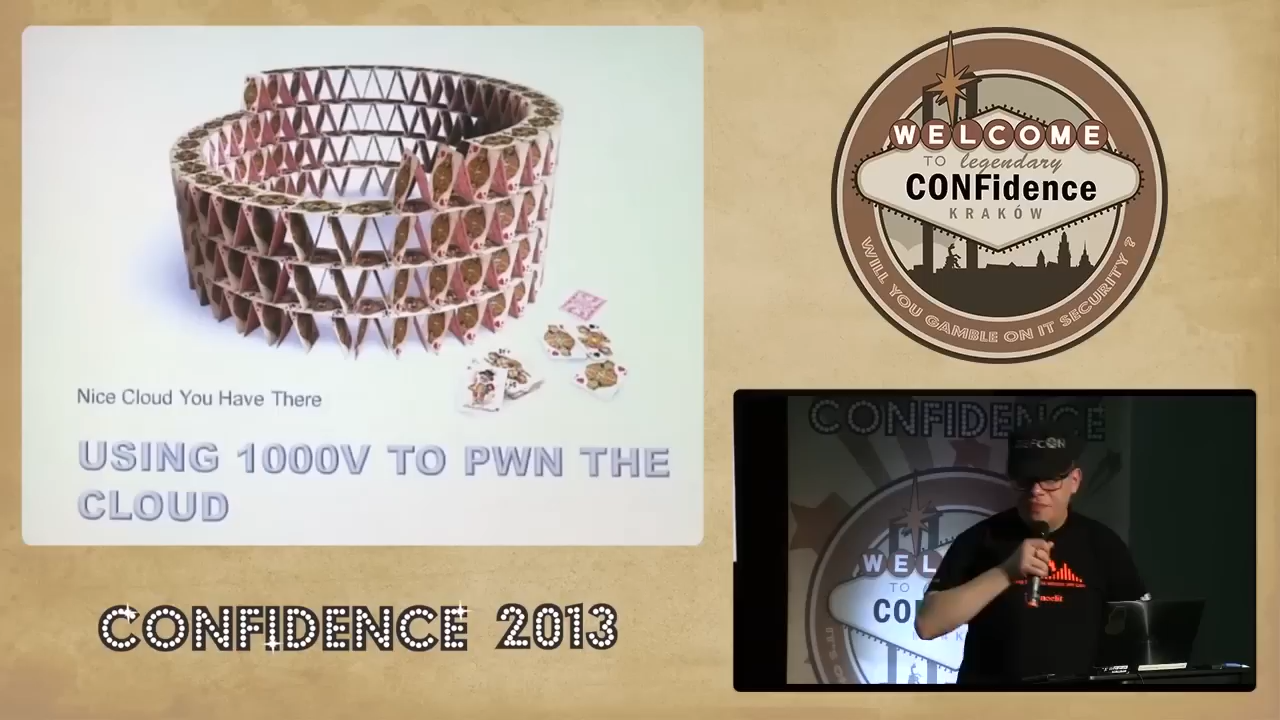 Nice Cloud You Have There
USING 1000V TO PWN THE
CLOUD
CONFIDENCE 2013
WELCOME
TO legendary
CONFidence
KRAKÓW
WILL YOU GAMBLE ON IT SECURITY ?
CONFIDENCE
DEFCON
WEL
TO
CO